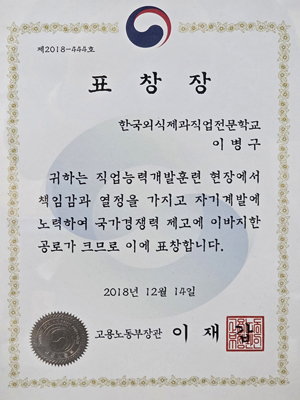 제2018-444호
표 창 장
한국외식제과직업전문학교
이 병 구
귀하는 직업능력개발훈련 현장에서
책임감과 열정을 가지고 자기계발에
노력하여 국가경쟁력 제고에 이바지한
공로가 크므로 이에 표창합니다.
2018년 12월 14일
고용노동부장관 이 재 갑